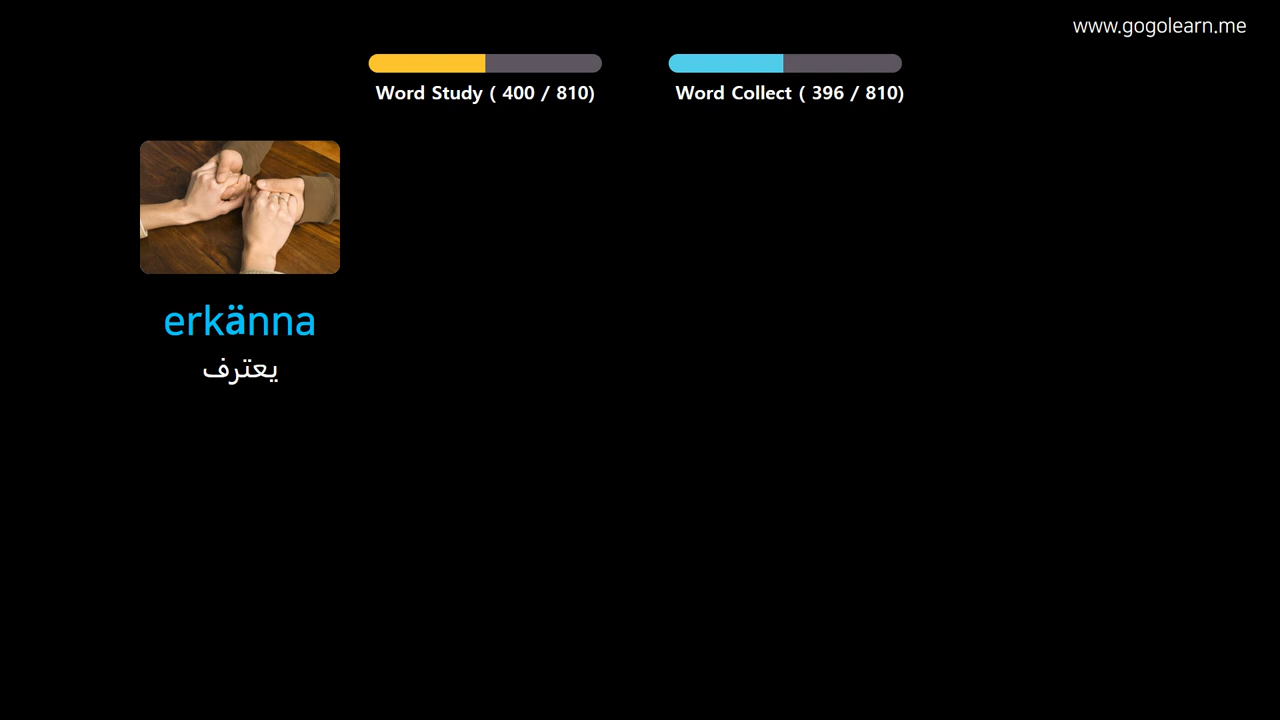 www.gogolearn.me
Word Study ( 400 / 810)
Word Collect ( 396 / 810)
erkänna
يعترف